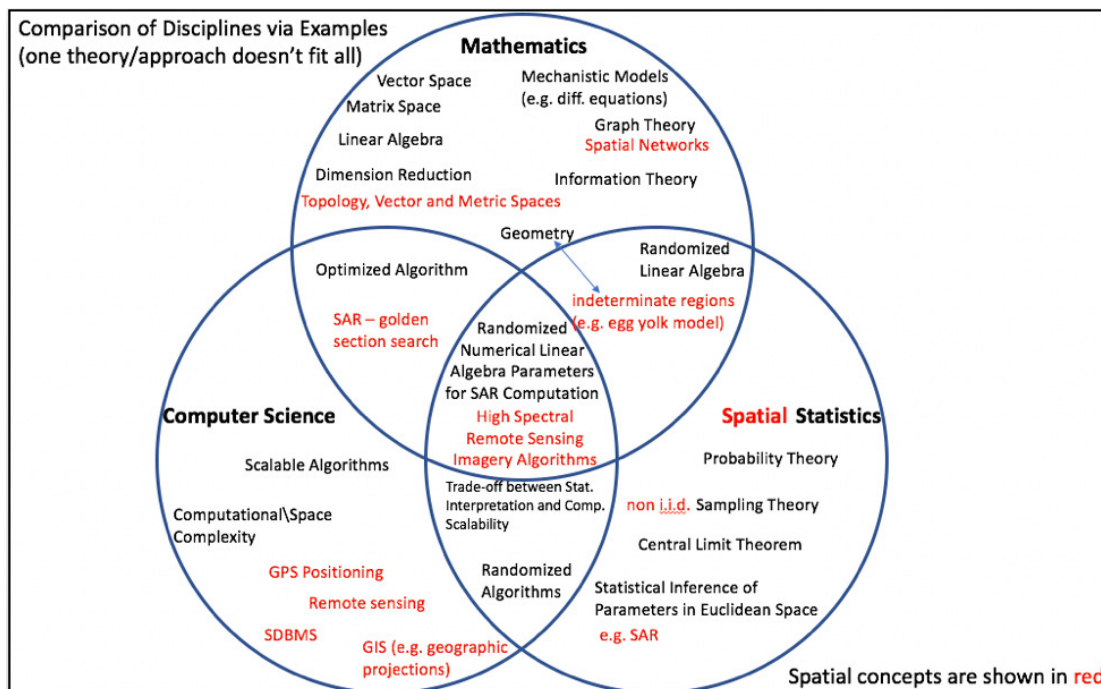 Comparison of Disciplines via Examples
(one theory/approach doesn't fit all)
Mathematics
Vector Space
Matrix Space
Linear Algebra
Dimension Reduction
Topology, Vector and Metric Spaces
Mechanistic Models
(e.g. diff. equations)
Graph Theory
Spatial Networks
Information Theory
Geometry
Optimized Algorithm
SAR – golden
section search
Randomized
Linear Algebra
indeterminate regions
(e.g. egg yolk model)
Randomized
Numerical Linear
Algebra Parameters
for SAR Computation
High Spectral
Remote Sensing
Imagery Algorithms
Computer Science
Scalable Algorithms
Computational\Space
Complexity
GPS Positioning
Remote sensing
SDBMS
GIS (e.g. geographic
projections)
Trade-off between Stat.
Interpretation and Comp.
Scalability
Randomized
Algorithms
Spatial Statistics
Probability Theory
non i.i.d. Sampling Theory
Central Limit Theorem
Statistical Inference of
Parameters in Euclidean Space
e.g. SAR
Spatial concepts are shown in red